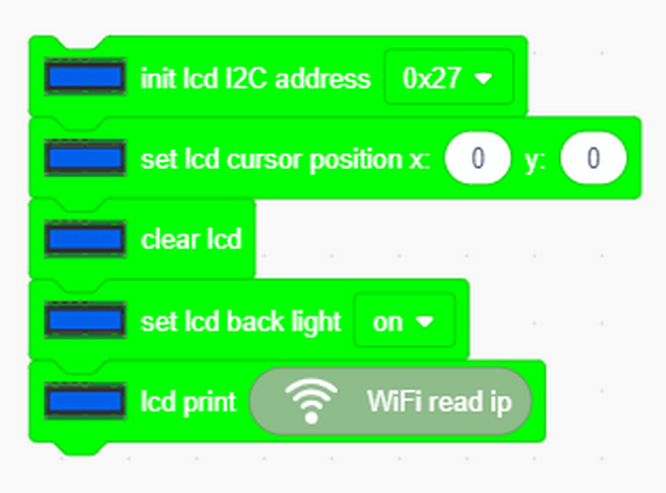 init lcd I2C address 0x27
set lcd cursor position x: 0 y: 0
clear lcd
set lcd back light on
lcd print WiFi read ip